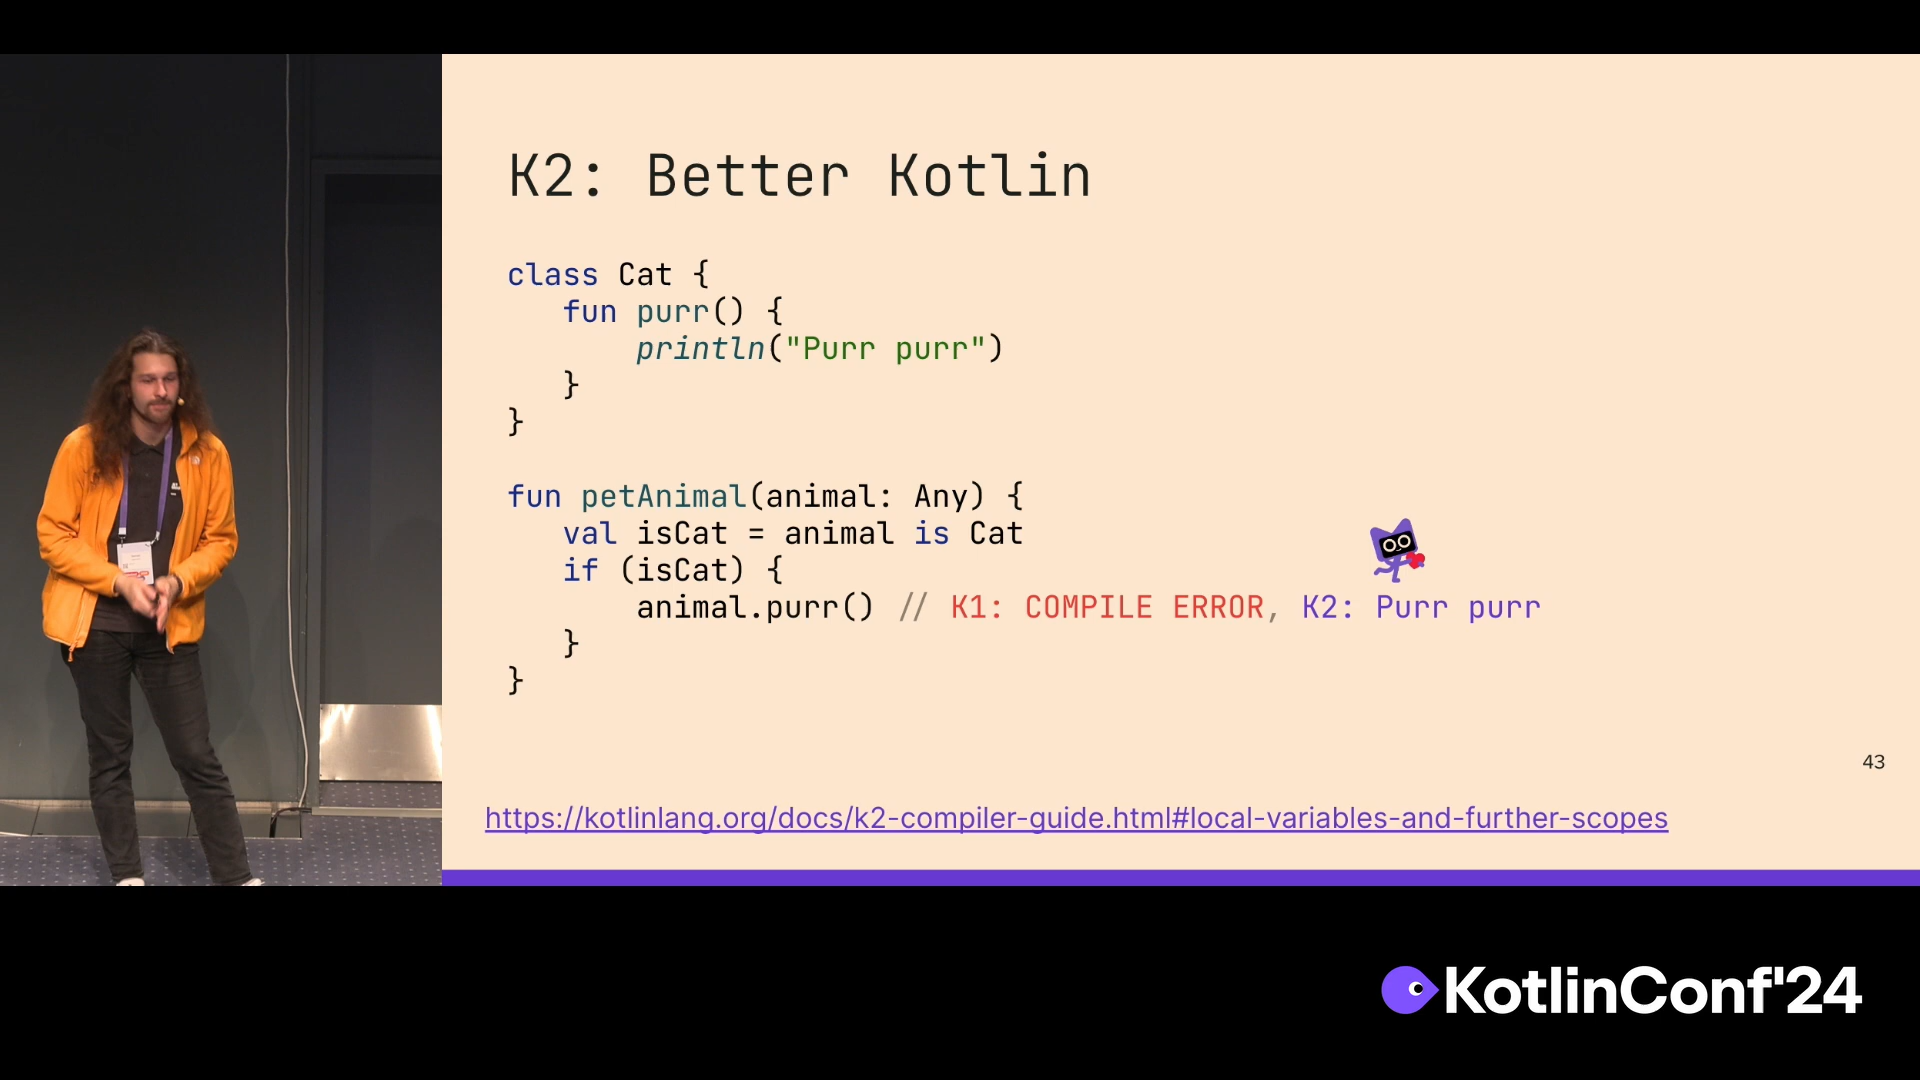 K2: Better Kotlin
class Cat {
fun purr() {
println("Purr purr")
}
}
fun petAnimal(animal: Any) {
val isCat = animal is Cat
if (isCat) {
animal.purr() // K1: COMPILE ERROR, K2: Purr purr
}
}
43
https://kotlinlang.org/docs/k2-compiler-guide.html#local-variables-and-further-scopes
KotlinConf'24